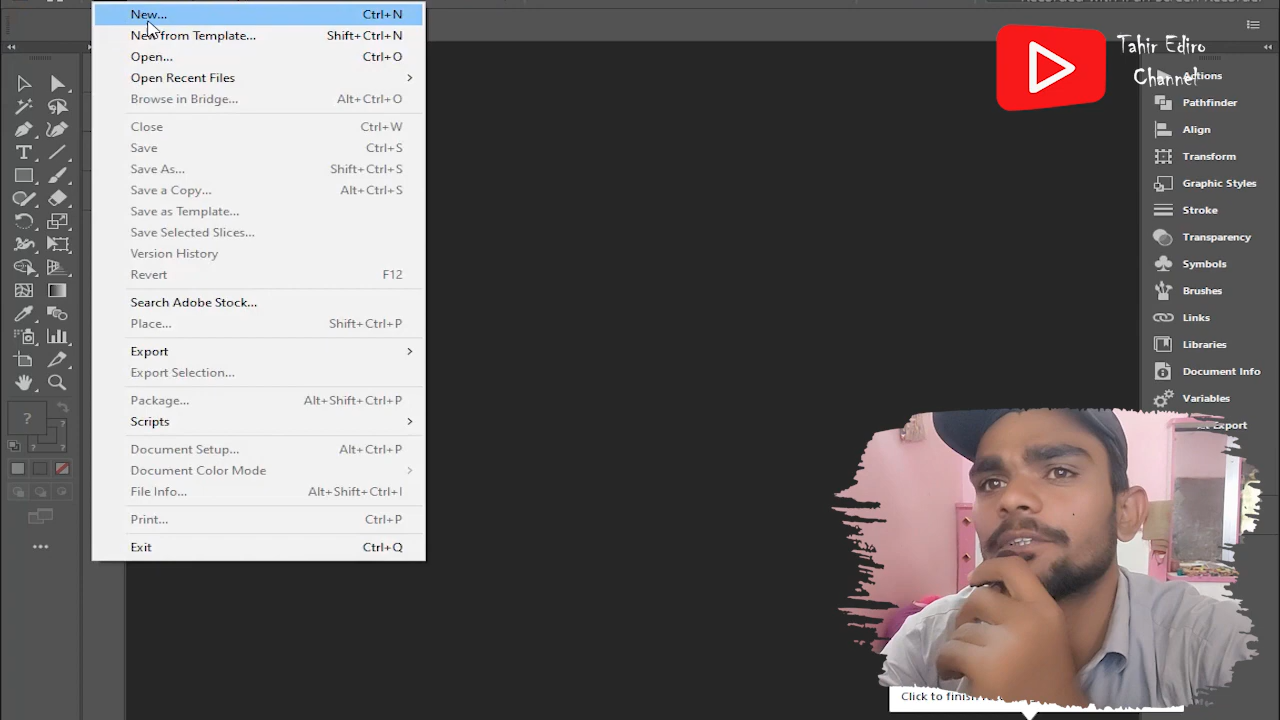 New... Ctrl+N
New from Template... Shift+Ctrl+N
Open... Ctrl+O
Open Recent Files
Browse in Bridge... Alt+Ctrl+O
Close Ctrl+W
Save Ctrl+S
Save As... Shift+Ctrl+S
Save a Copy... Alt+Ctrl+S
Save as Template...
Save Selected Slices...
Version History
Revert F12
Search Adobe Stock...
Place... Shift+Ctrl+P
Export
Export Selection...
Package... Alt+Shift+Ctrl+P
Scripts
Document Setup... Alt+Ctrl+P
Document Color Mode
File Info... Alt+Shift+Ctrl+I
Print... Ctrl+P
Exit Ctrl+Q
?
?
? ?
Tahir Ediro
Channel
Actions
Pathfinder
Align
Transform
Graphic Styles
Stroke
Transparency
Symbols
Brushes
Links
Libraries
Document Info
Variables
Export
Click to finish